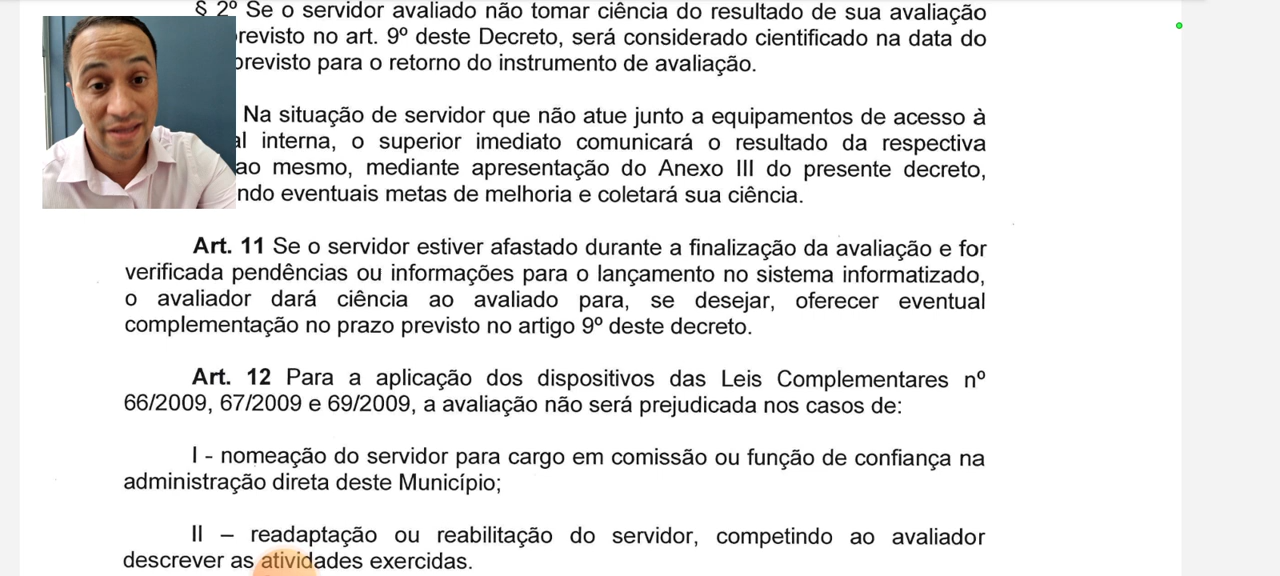 § 2º Se o servidor avaliado não tomar ciência do resultado de sua avaliação
previsto no art. 9º deste Decreto, será considerado cientificado na data do
previsto para o retorno do instrumento de avaliação.
Na situação de servidor que não atue junto a equipamentos de acesso à
al interna, o superior imediato comunicará o resultado da respectiva
ao mesmo, mediante apresentação do Anexo III do presente decreto,
ndo eventuais metas de melhoria e coletará sua ciência.
Art. 11 Se o servidor estiver afastado durante a finalização da avaliação e for
verificada pendências ou informações para o lançamento no sistema informatizado,
o avaliador dará ciência ao avaliado para, se desejar, oferecer eventual
complementação no prazo previsto no artigo 9º deste decreto.
Art. 12 Para a aplicação dos dispositivos das Leis Complementares nº
66/2009, 67/2009 e 69/2009, a avaliação não será prejudicada nos casos de:
I - nomeação do servidor para cargo em comissão ou função de confiança na
administração direta deste Município;
II – readaptação ou reabilitação do servidor, competindo ao avaliador
descrever as atividades exercidas.